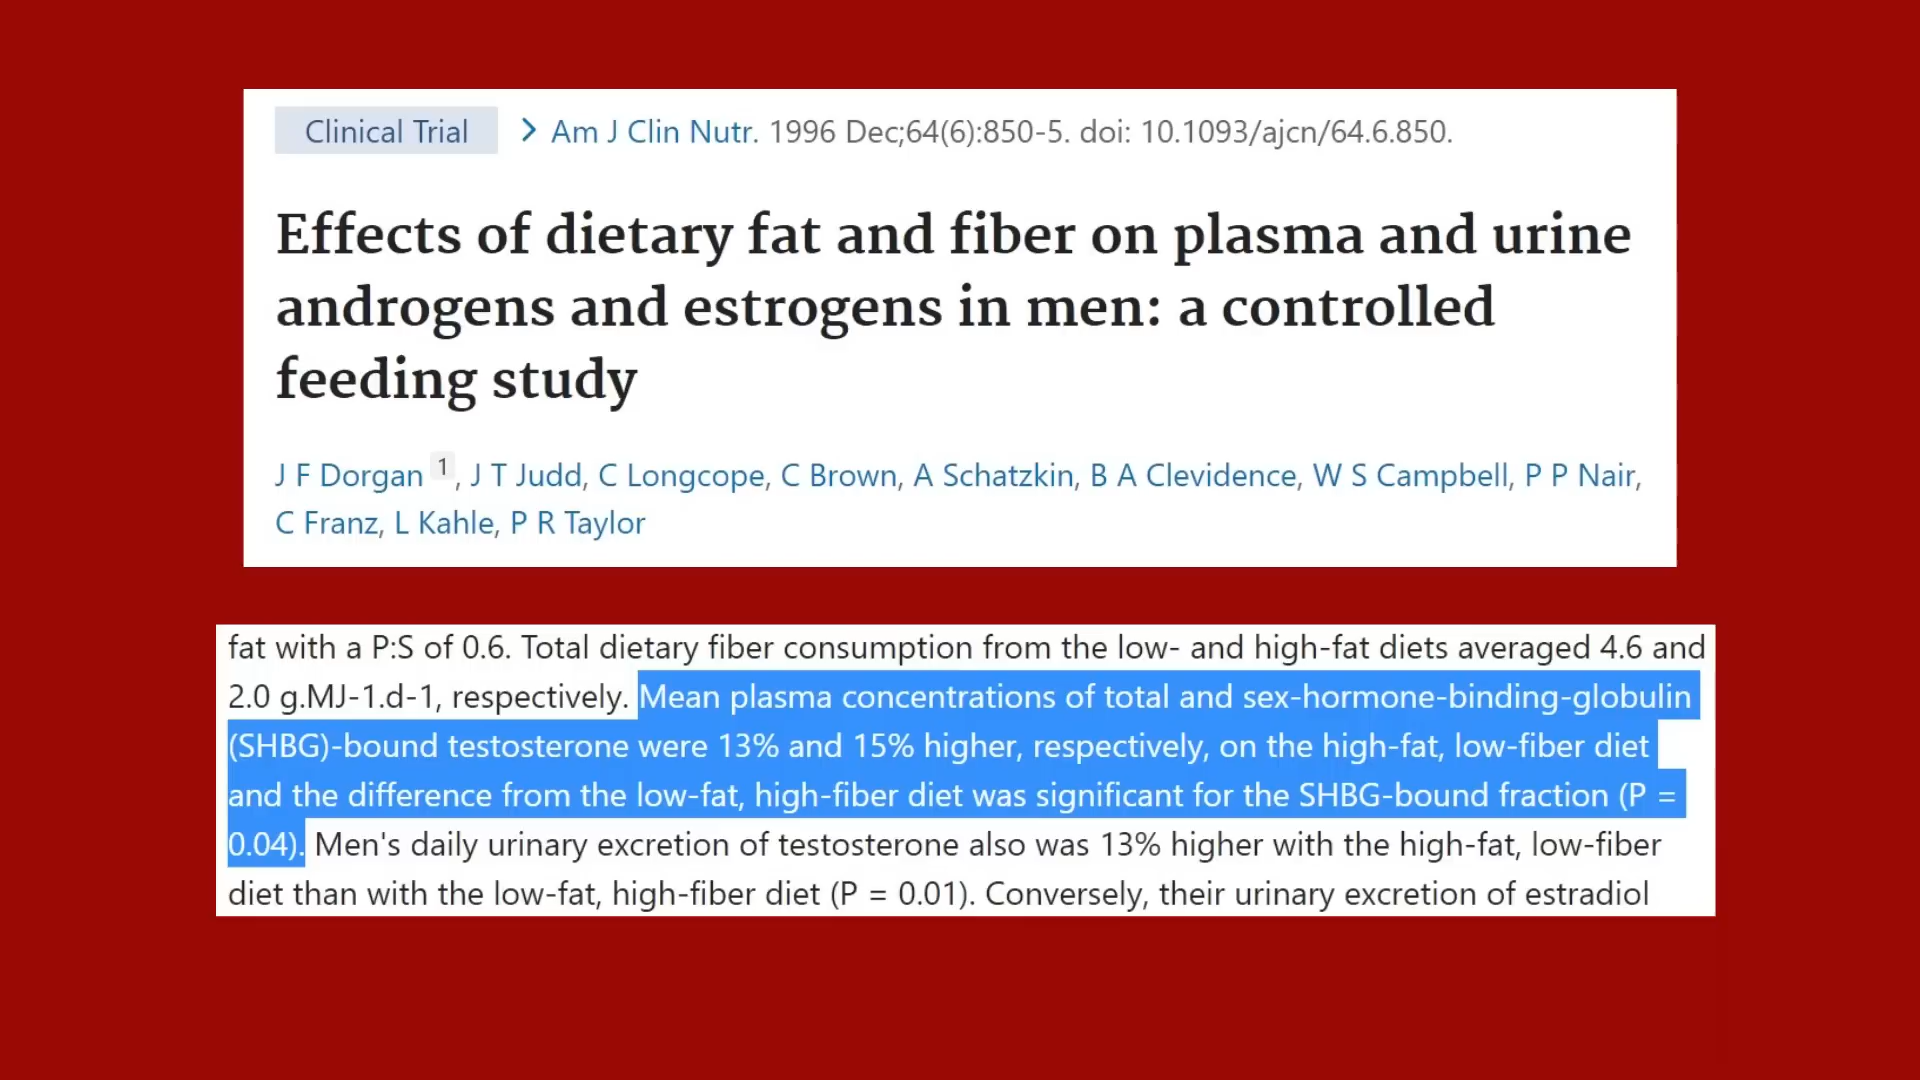 Clinical Trial > Am J Clin Nutr. 1996 Dec;64(6):850-5. doi: 10.1093/ajcn/64.6.850.
Effects of dietary fat and fiber on plasma and urine
androgens and estrogens in men: a controlled
feeding study
J F Dorgan 1, J T Judd, C Longcope, C Brown, A Schatzkin, B A Clevidence, W S Campbell, P P Nair,
C Franz, L Kahle, P R Taylor
fat with a P:S of 0.6. Total dietary fiber consumption from the low- and high-fat diets averaged 4.6 and
2.0 g.MJ-1.d-1, respectively. Mean plasma concentrations of total and sex-hormone-binding-globulin
(SHBG)-bound testosterone were 13% and 15% higher, respectively, on the high-fat, low-fiber diet
and the difference from the low-fat, high-fiber diet was significant for the SHBG-bound fraction (P =
0.04). Men's daily urinary excretion of testosterone also was 13% higher with the high-fat, low-fiber
diet than with the low-fat, high-fiber diet (P = 0.01). Conversely, their urinary excretion of estradiol